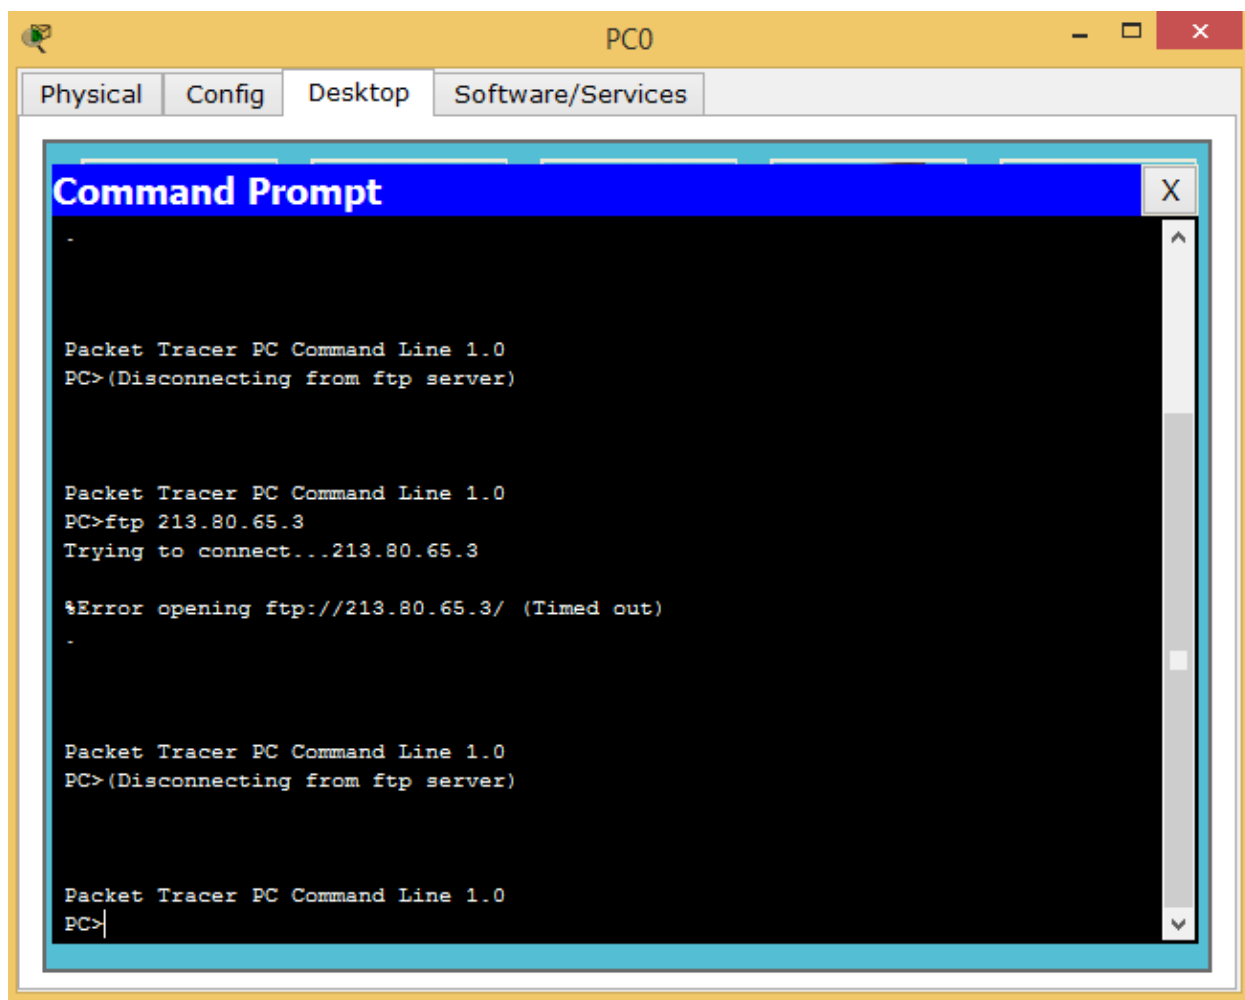 PC0
Physical Config Desktop Software/Services
Command Prompt
X
-
Packet Tracer PC Command Line 1.0
PC>(Disconnecting from ftp server)
Packet Tracer PC Command Line 1.0
PC>ftp 213.80.65.3
Trying to connect...213.80.65.3
%Error opening ftp://213.80.65.3/ (Timed out)
-
Packet Tracer PC Command Line 1.0
PC>(Disconnecting from ftp server)
Packet Tracer PC Command Line 1.0
PC>